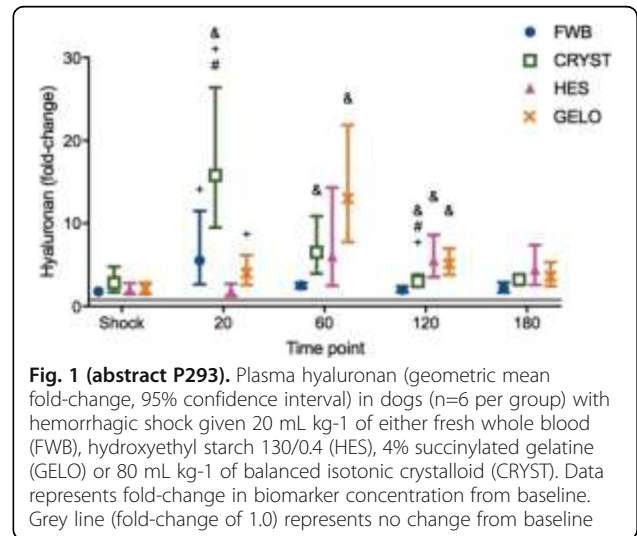 &
+
#
FWB
CRYST
HES
GELO
30
20
10
0
Hyaluronan (fold-change)
+
+
&
&
&
#
+
&
&
Shock
20
60
120
180
Time point
Fig. 1 (abstract P293). Plasma hyaluronan (geometric mean
fold-change, 95% confidence interval) in dogs (n=6 per group) with
hemorrhagic shock given 20 mL kg-1 of either fresh whole blood
(FWB), hydroxyethyl starch 130/0.4 (HES), 4% succinylated gelatine
(GELO) or 80 mL kg-1 of balanced isotonic crystalloid (CRYST). Data
represents fold-change in biomarker concentration from baseline.
Grey line (fold-change of 1.0) represents no change from baseline